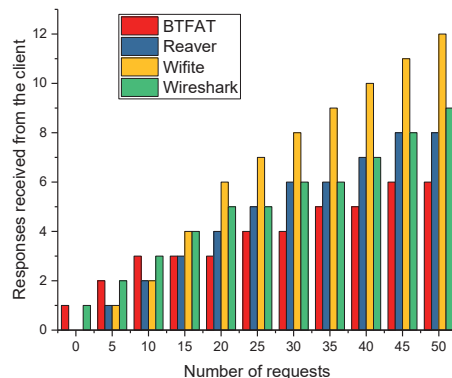 BTFAT
Reaver
Wifite
Wireshark
Responses received from the client
12
10
8
6
4
2
0
0 5 10 15 20 25 30 35 40 45 50
Number of requests